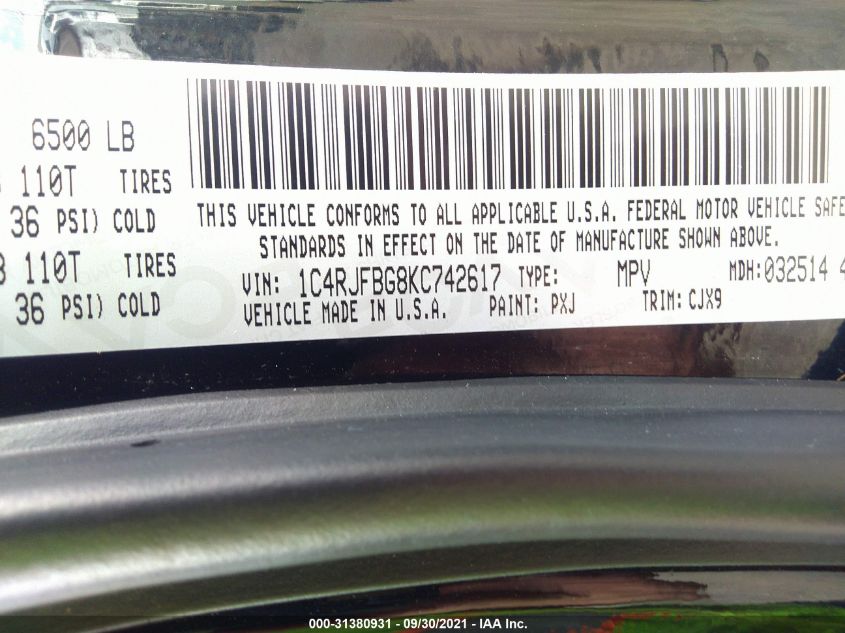 6500 LB
110T TIRES
36 PSI) COLD
110T TIRES
36 PSI) COLD
THIS VEHICLE CONFORMS TO ALL APPLICABLE U.S.A. FEDERAL MOTOR VEHICLE SAFE
STANDARDS IN EFFECT ON THE DATE OF MANUFACTURE SHOWN ABOVE.
VIN: 1C4RJFBG8KC742617 TYPE: MPV MDH:032514 4
VEHICLE MADE IN U.S.A. PAINT: PXJ TRIM:CJX9
000-31380931 - 09/30/2021 - IAA Inc.